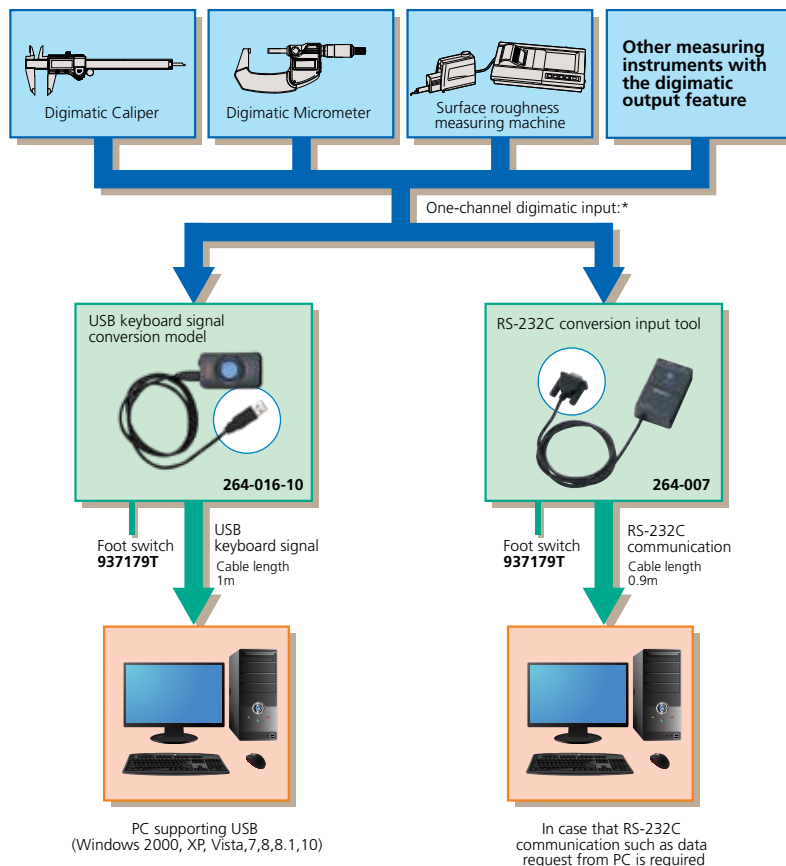 Digimatic Caliper
Digimatic Micrometer
Surface roughness
measuring machine
Other measuring
instruments with
the digimatic
output feature
One-channel digimatic input:*
USB keyboard signal
conversion model
264-016-10
RS-232C conversion input tool
264-007
Foot switch
937179T
USB
keyboard signal
Cable length
1m
Foot switch
937179T
RS-232C
communication
Cable length
0.9m
PC supporting USB
(Windows 2000, XP, Vista,7,8,8.1,10)
In case that RS-232C
communication such as data
request from PC is required